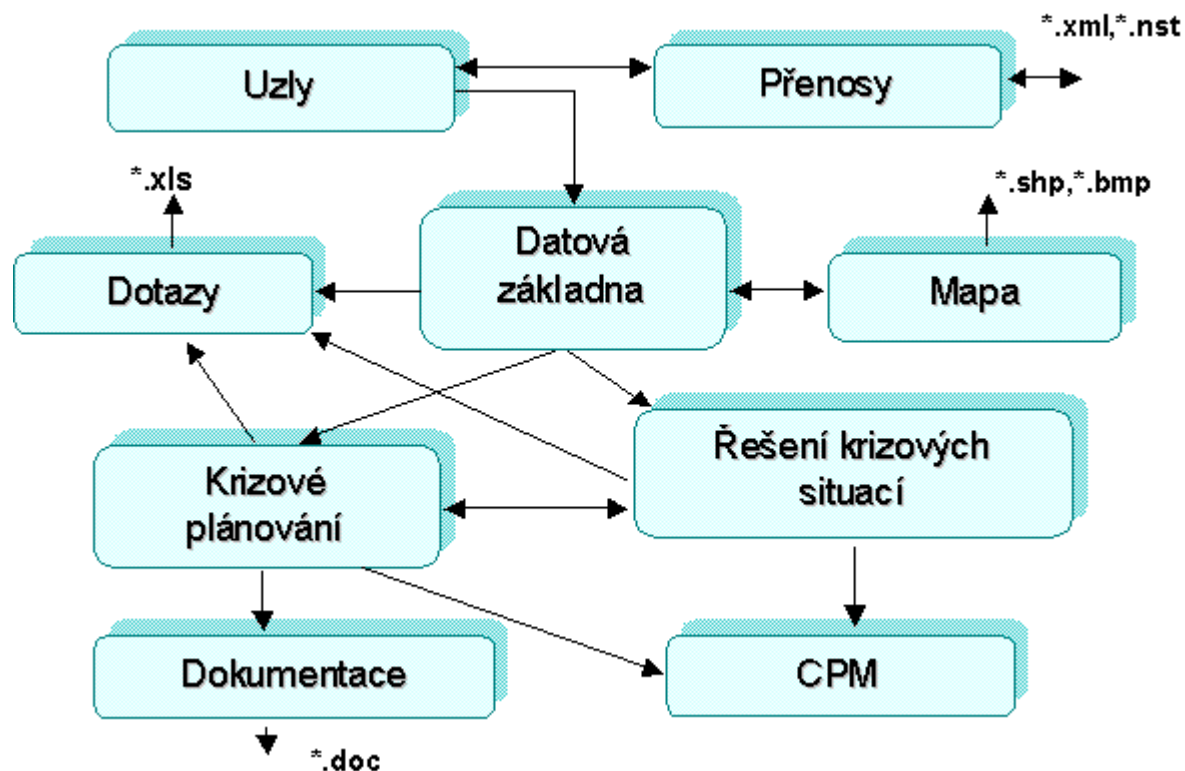 *.xml,*.nst
Uzly
Přenosy
*.xls
*.shp,*.bmp
Datová
základna
Dotazy
Mapa
Řešení krizových
situací
Krizové
plánování
Dokumentace
CPM
*.doc